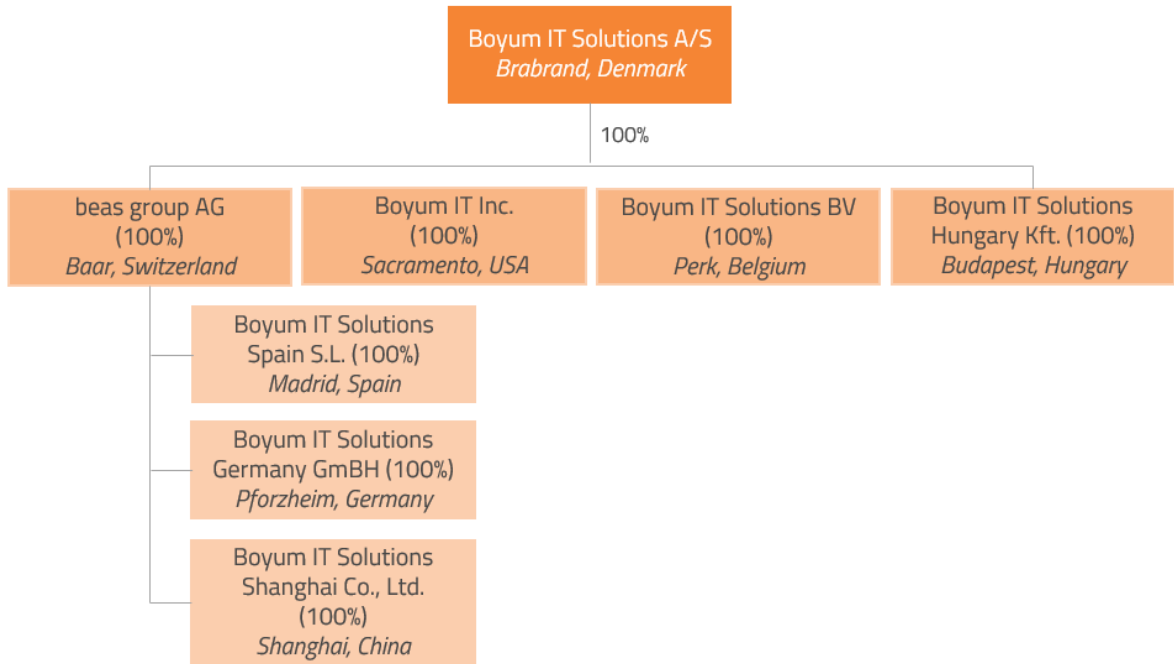 Boyum IT Solutions A/S
Brabrand, Denmark
100%
beas group AG
(100%)
Baar, Switzerland
Boyum IT Inc.
(100%)
Sacramento, USA
Boyum IT Solutions BV
(100%)
Perk, Belgium
Boyum IT Solutions
Hungary Kft. (100%)
Budapest, Hungary
Boyum IT Solutions
Spain S.L. (100%)
Madrid, Spain
Boyum IT Solutions
Germany GmBH (100%)
Pforzheim, Germany
Boyum IT Solutions
Shanghai Co., Ltd.
(100%)
Shanghai, China